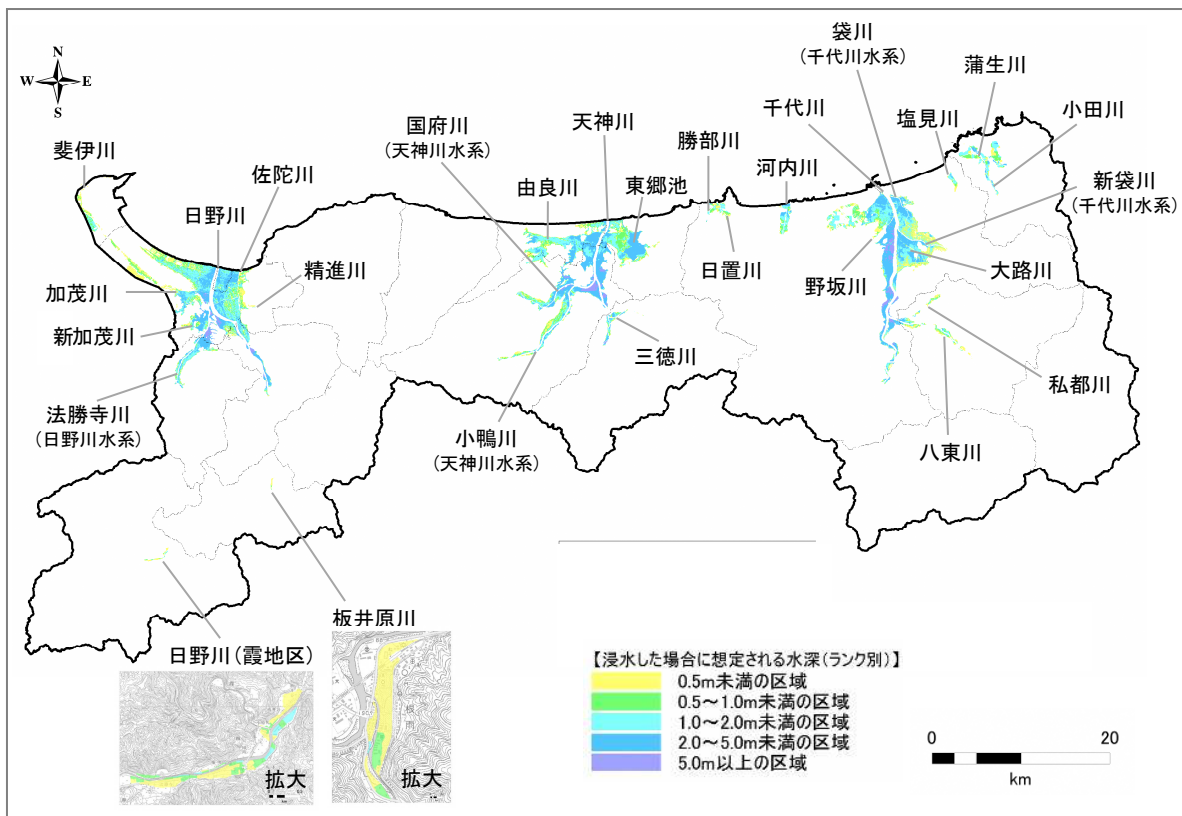 N
W E
S
斐伊川
日野川
佐陀川
精進川
加茂川
新加茂川
法勝寺川
(日野川水系)
国府川
(天神川水系)
由良川
天神川
東郷池
三徳川
小鴨川
(天神川水系)
勝部川
日置川
河内川
千代川
袋川
(千代川水系)
塩見川
蒲生川
小田川
新袋川
(千代川水系)
大路川
野坂川
私都川
八東川
板井原川
日野川(霞地区)
拡大
拡大
【浸水した場合に想定される水深(ランク別)】
0.5m未満の区域
0.5～1.0m未満の区域
1.0～2.0m未満の区域
2.0～5.0m未満の区域
5.0m以上の区域
0 20
km